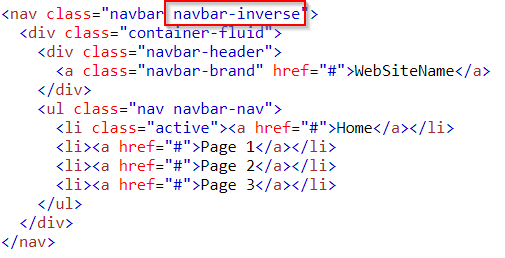 <nav class="navbar navbar-inverse">
  <div class="container-fluid">
    <div class="navbar-header">
      <a class="navbar-brand" href="#">WebSiteName</a>
    </div>
    <ul class="nav navbar-nav">
      <li class="active"><a href="#">Home</a></li>
      <li><a href="#">Page 1</a></li>
      <li><a href="#">Page 2</a></li>
      <li><a href="#">Page 3</a></li>
    </ul>
  </div>
</nav>